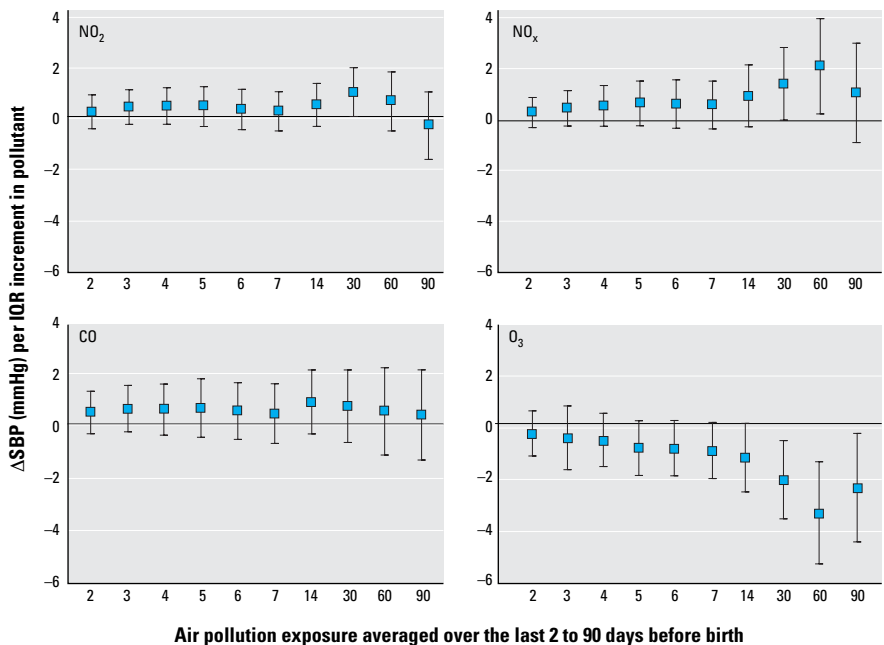 ΔSBP (mmHg) per IQR increment in pollutant
NO2
4
2
0
–2
–4
–6
2 3 4 5 6 7 14 30 60 90
NOx
4
2
0
–2
–4
–6
2 3 4 5 6 7 14 30 60 90
CO
4
2
0
–2
–4
–6
2 3 4 5 6 7 14 30 60 90
O3
4
2
0
–2
–4
–6
2 3 4 5 6 7 14 30 60 90
Air pollution exposure averaged over the last 2 to 90 days before birth